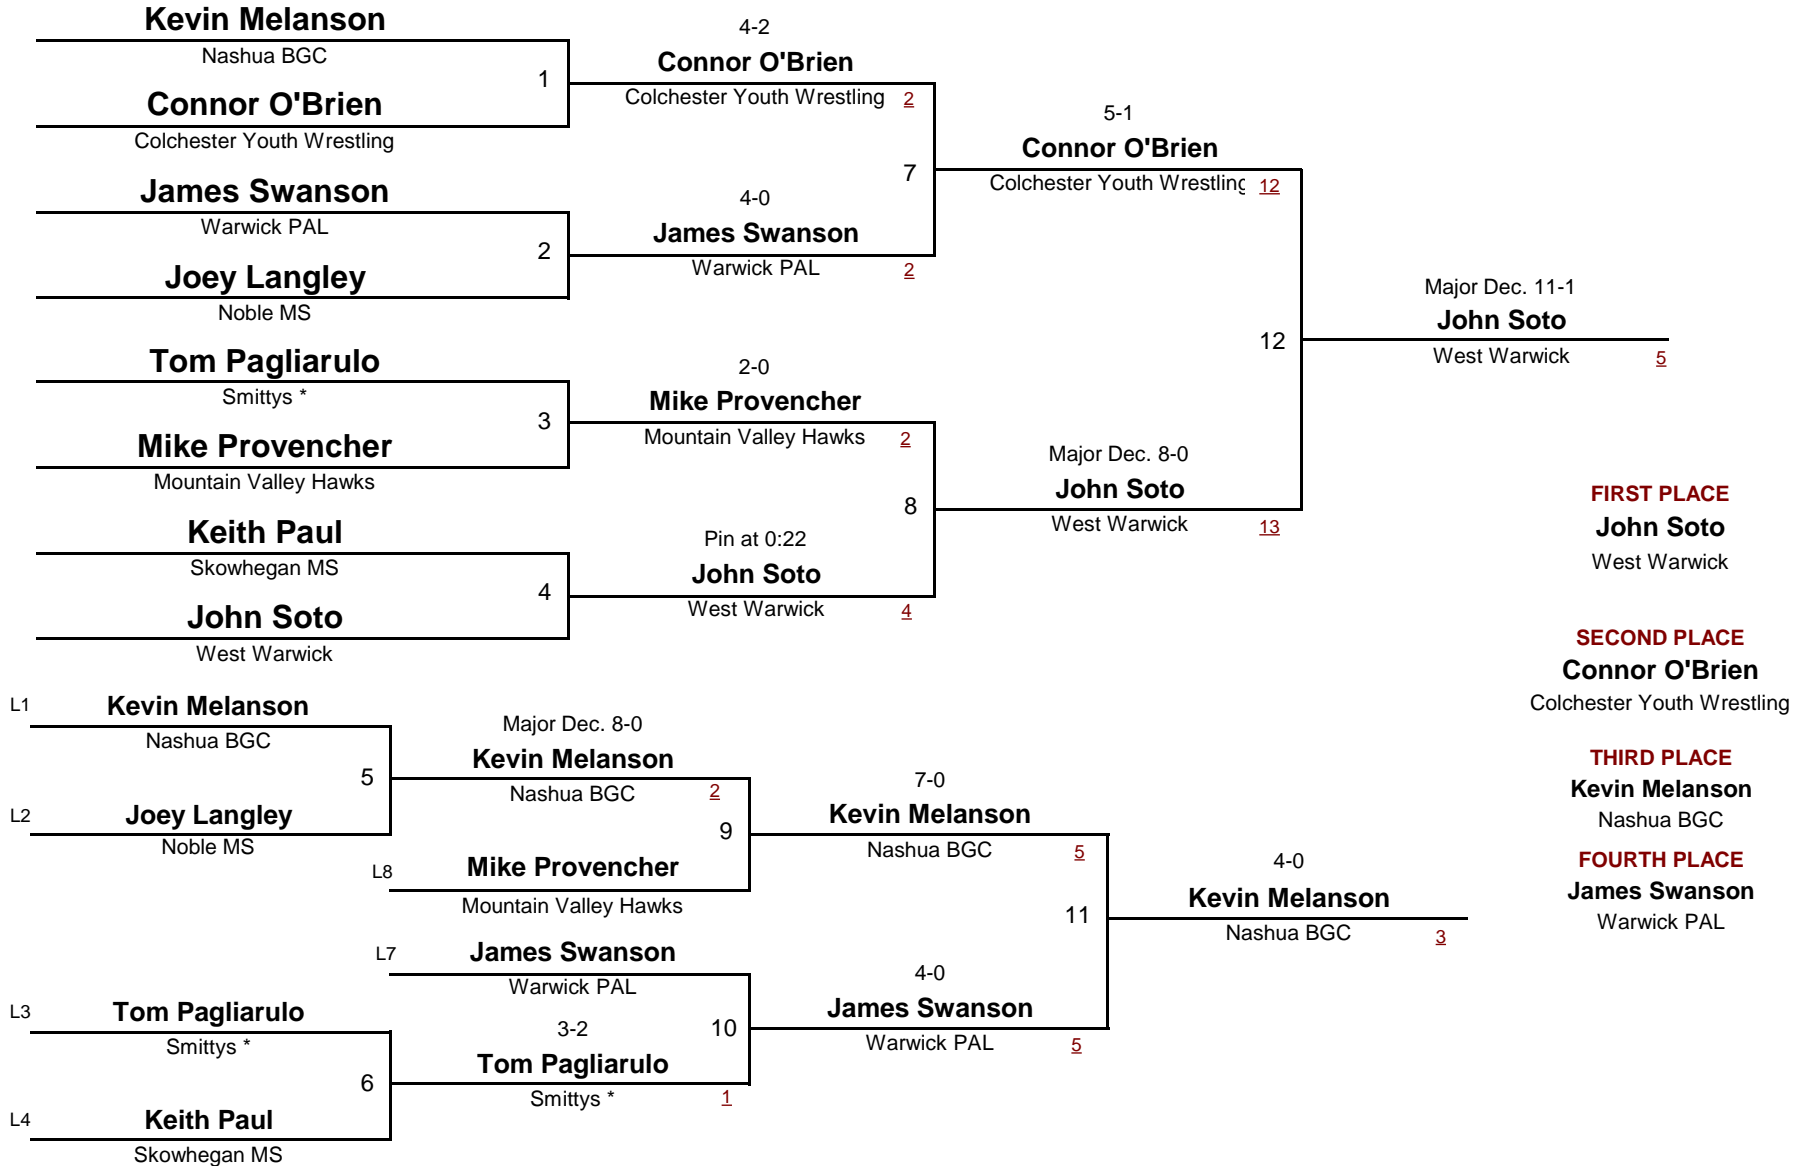 Kevin Melanson
Nashua BGC
1
Connor O'Brien
Colchester Youth Wrestling
4-2
Connor O'Brien
Colchester Youth Wrestling 2
James Swanson
Warwick PAL
2
Joey Langley
Noble MS
4-0
James Swanson
Warwick PAL 2
7
5-1
Connor O'Brien
Colchester Youth Wrestling 12
Tom Pagliarulo
Smittys *
3
Mike Provencher
Mountain Valley Hawks
2-0
Mike Provencher
Mountain Valley Hawks 2
Keith Paul
Skowhegan MS
4
John Soto
West Warwick
Pin at 0:22
John Soto
West Warwick 4
8
Major Dec. 8-0
John Soto
West Warwick 13
12
Major Dec. 11-1
John Soto
West Warwick 5
FIRST PLACE
John Soto
West Warwick
SECOND PLACE
Connor O'Brien
Colchester Youth Wrestling
THIRD PLACE
Kevin Melanson
Nashua BGC
FOURTH PLACE
James Swanson
Warwick PAL
L1 Kevin Melanson
Nashua BGC
5
L2 Joey Langley
Noble MS
Major Dec. 8-0
Kevin Melanson
Nashua BGC 2
9
L8 Mike Provencher
Mountain Valley Hawks
7-0
Kevin Melanson
Nashua BGC 5
L7 James Swanson
Warwick PAL
10
L3 Tom Pagliarulo
Smittys *
6
L4 Keith Paul
Skowhegan MS
3-2
Tom Pagliarulo
Smittys * 1
4-0
James Swanson
Warwick PAL 5
11
4-0
Kevin Melanson
Nashua BGC 3